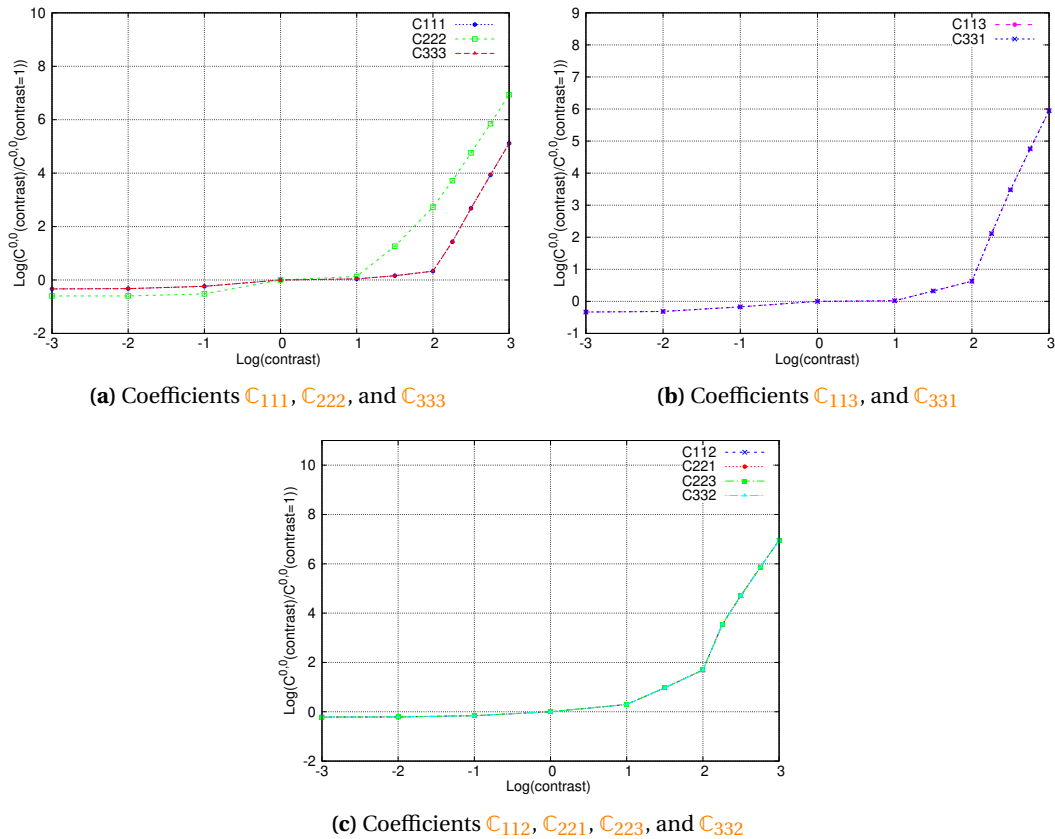 10
8
6
4
2
0
-2
Log(C^{0,0}(contrast)/C^{0,0}(contrast=1))
C111
C222
C333
-3 -2 -1 0 1 2 3
Log(contrast)
(a) Coefficients ℂ₁₁₁, ℂ₂₂₂, and ℂ₃₃₃
9
8
7
6
5
4
3
2
1
0
-1
Log(C^{0,0}(contrast)/C^{0,0}(contrast=1))
C113
C331
-3 -2 -1 0 1 2 3
Log(contrast)
(b) Coefficients ℂ₁₁₃, and ℂ₃₃₁
10
8
6
4
2
0
-2
Log(C^{0,0}(contrast)/C^{0,0}(contrast=1))
C112
C221
C223
C332
-3 -2 -1 0 1 2 3
Log(contrast)
(c) Coefficients ℂ₁₁₂, ℂ₂₂₁, ℂ₂₂₃, and ℂ₃₃₂